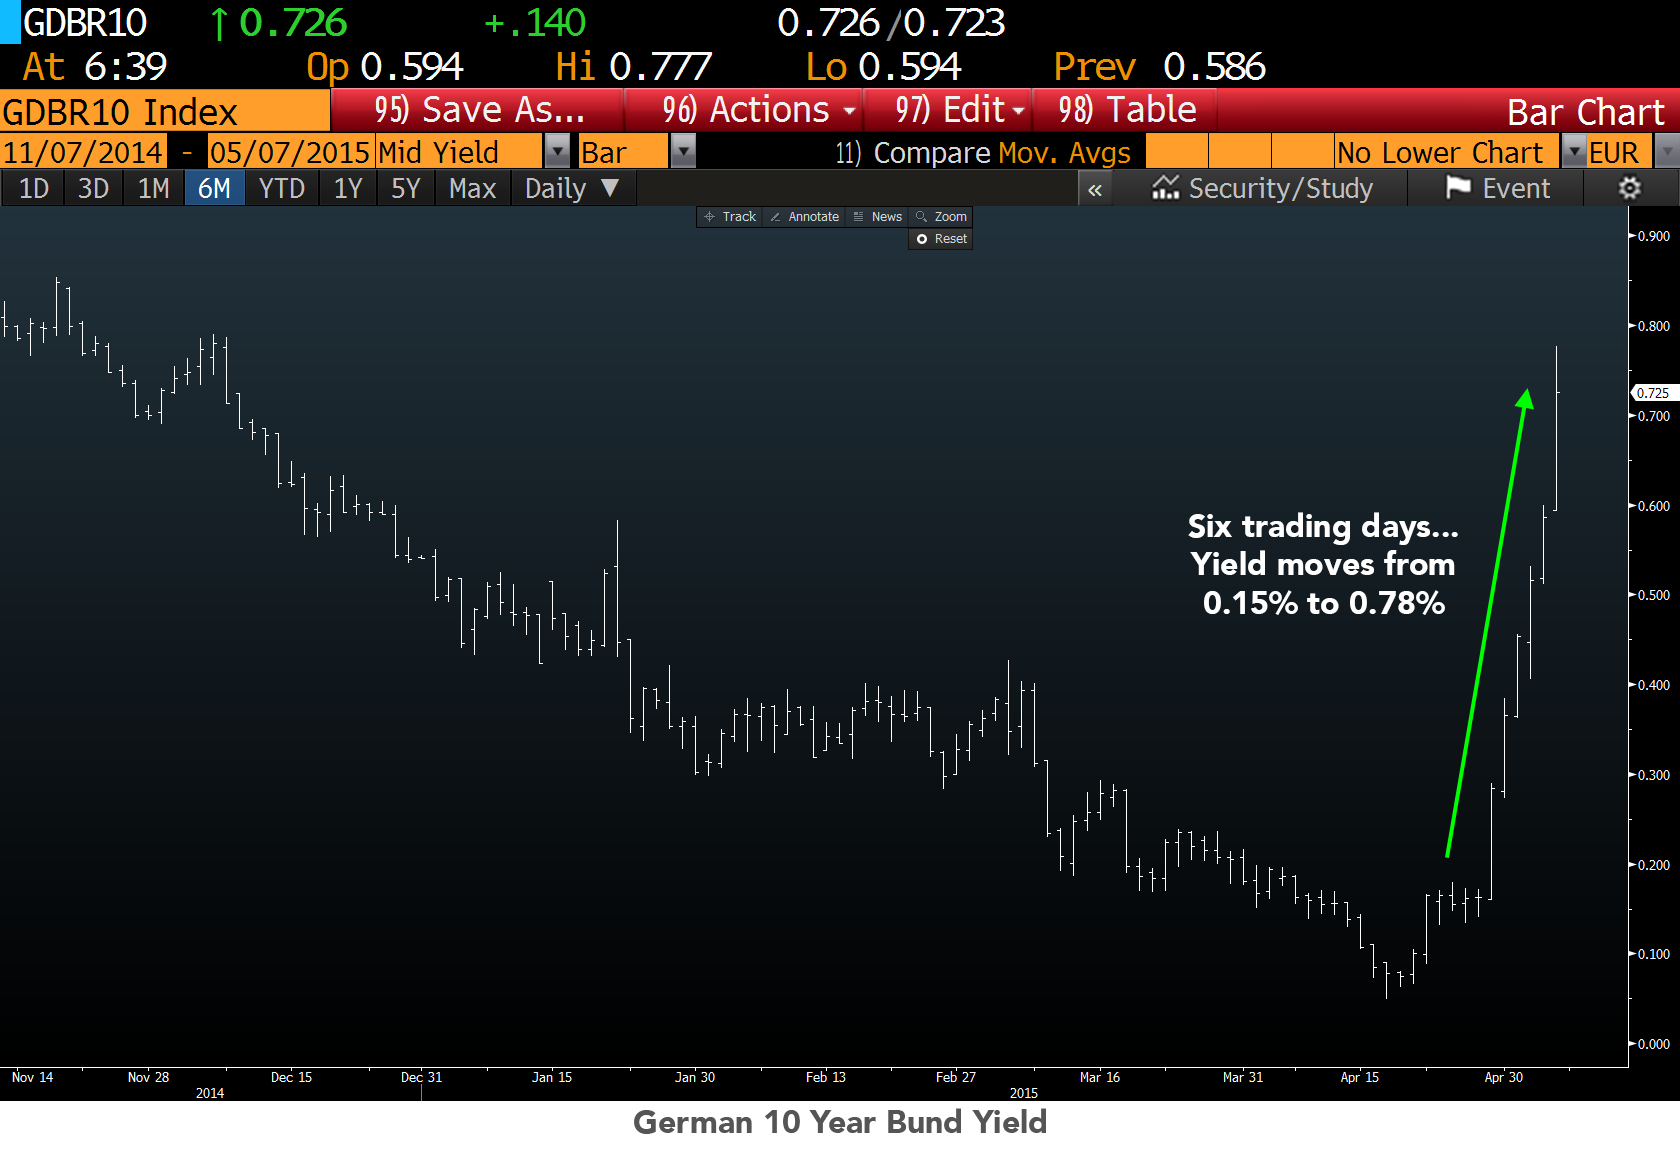 GDBR10 ↑ 0.726 +.140 0.726/0.723
At 6:39 Op 0.594 Hi 0.777 Lo 0.594 Prev 0.586
GDBR10 Index 95) Save As... 96) Actions 97) Edit 98) Table Bar Chart
11/07/2014 - 05/07/2015 Mid Yield Bar 11) Compare Mov. Avgs No Lower Chart EUR
1D 3D 1M 6M YTD 1Y 5Y Max Daily ▼ « Security/Study Event
Track Annotate News Zoom
Reset
0.900
0.800
0.725
0.700
0.600
Six trading days...
Yield moves from
0.15% to 0.78%
0.500
0.400
0.300
0.200
0.100
0.000
Nov 14 Nov 28 Dec 15 Dec 31 Jan 15 Jan 30 Feb 13 Feb 27 Mar 16 Mar 31 Apr 15 Apr 30
2014 2015
German 10 Year Bund Yield